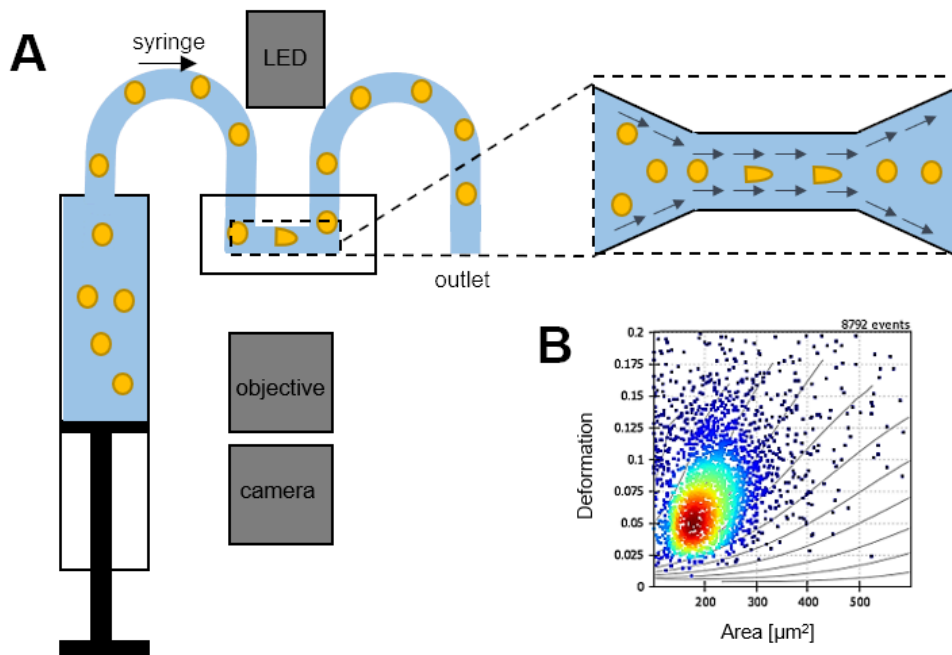 A
syringe
LED
outlet
objective
camera
B
8792 events
0.2
0.175
0.15
0.125
0.1
0.075
0.05
0.025
0
Deformation
200 300 400 500
Area [µm²]